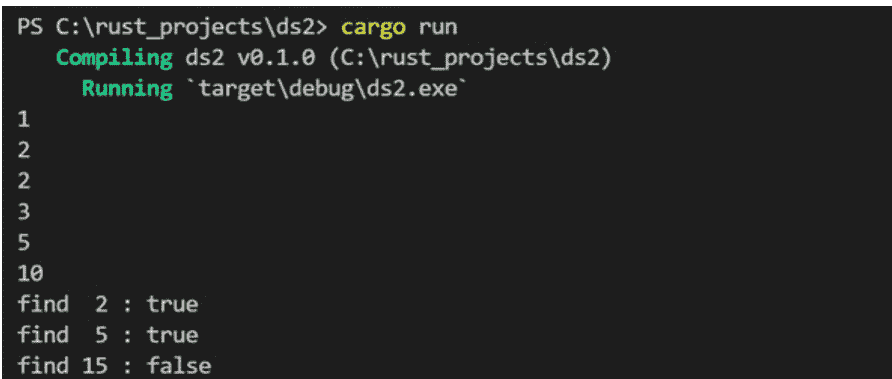 PS C:\rust_projects\ds2> cargo run
   Compiling ds2 v0.1.0 (C:\rust_projects\ds2)
     Running `target\debug\ds2.exe`
1
2
2
3
5
10
find  2 : true
find  5 : true
find 15 : false